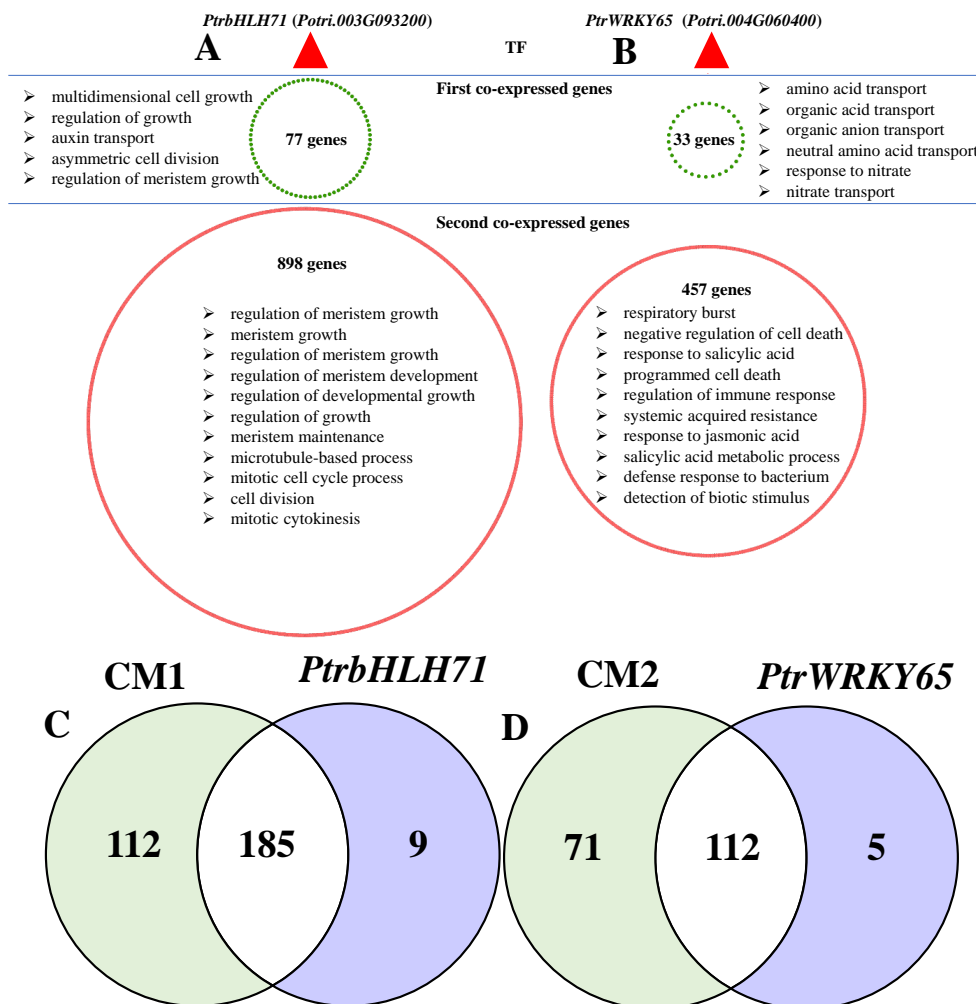 PtrbHLH71 (Potri.003G093200)
PtrWRKY65 (Potri.004G060400)
A
TF
B
First co-expressed genes
➢ multidimensional cell growth
➢ regulation of growth
➢ auxin transport
➢ asymmetric cell division
➢ regulation of meristem growth
77 genes
33 genes
➢ amino acid transport
➢ organic acid transport
➢ organic anion transport
➢ neutral amino acid transport
➢ response to nitrate
➢ nitrate transport
Second co-expressed genes
898 genes
➢ regulation of meristem growth
➢ meristem growth
➢ regulation of meristem growth
➢ regulation of meristem development
➢ regulation of developmental growth
➢ regulation of growth
➢ meristem maintenance
➢ microtubule-based process
➢ mitotic cell cycle process
➢ cell division
➢ mitotic cytokinesis
457 genes
➢ respiratory burst
➢ negative regulation of cell death
➢ response to salicylic acid
➢ programmed cell death
➢ regulation of immune response
➢ systemic acquired resistance
➢ response to jasmonic acid
➢ salicylic acid metabolic process
➢ defense response to bacterium
➢ detection of biotic stimulus
C
CM1
PtrbHLH71
112
185
9
D
CM2
PtrWRKY65
71
112
5